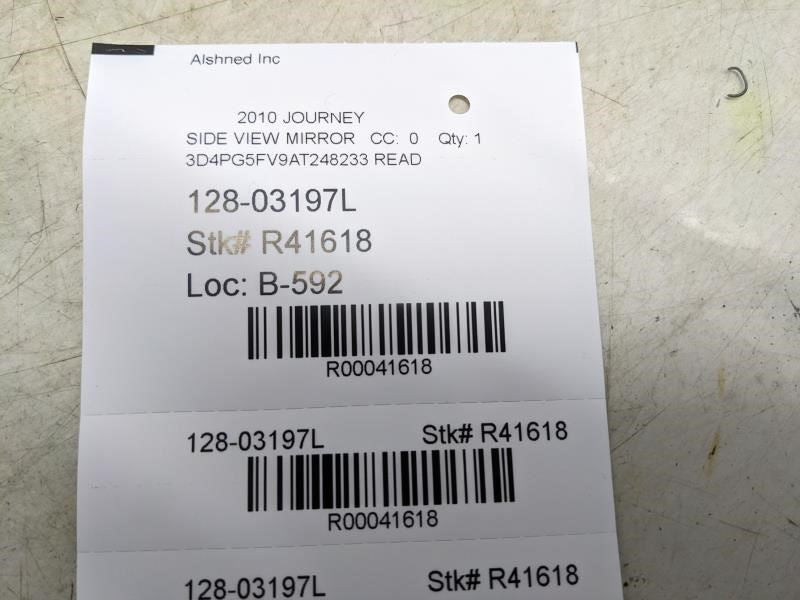 Alshned Inc
2010 JOURNEY
SIDE VIEW MIRROR CC: 0 Qty: 1
3D4PG5FV9AT248233 READ
128-03197L
Stk# R41618
Loc: B-592
R00041618
128-03197L Stk# R41618
R00041618
128-03197L Stk# R41618